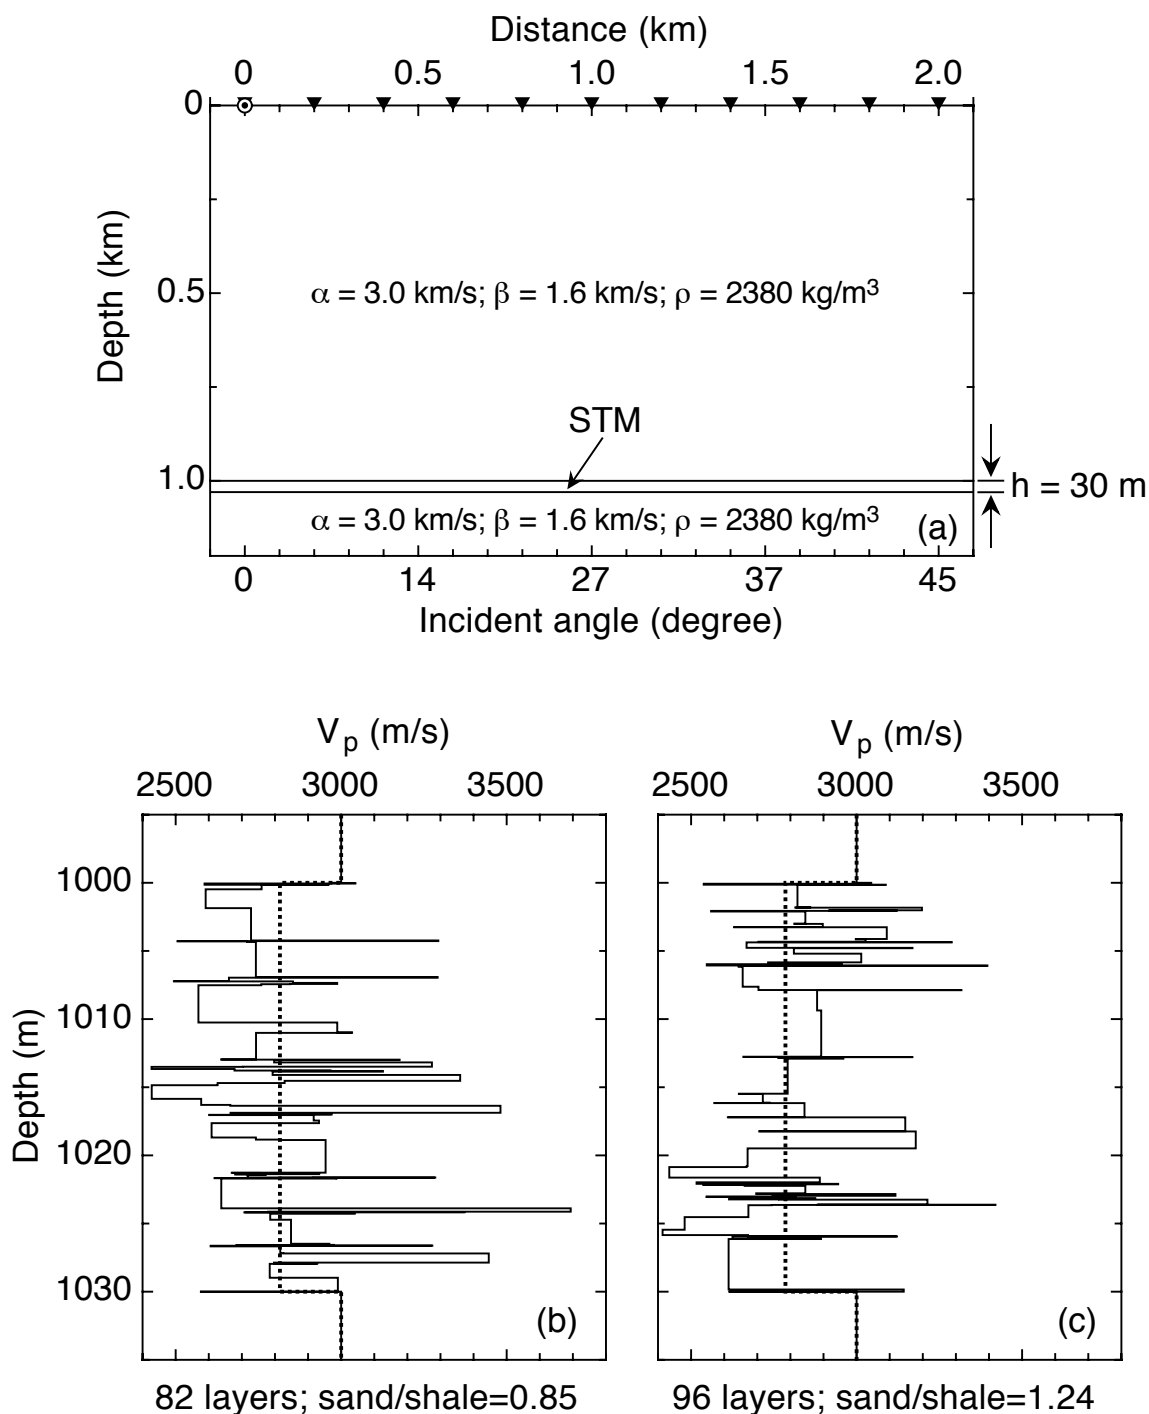 Distance (km)
0 0.5 1.0 1.5 2.0
0
0.5
1.0
Depth (km)
α = 3.0 km/s; β = 1.6 km/s; ρ = 2380 kg/m³
STM
h = 30 m
α = 3.0 km/s; β = 1.6 km/s; ρ = 2380 kg/m³
(a)
0 14 27 37 45
Incident angle (degree)
Vₚ (m/s)
2500 3000 3500
1000
1010
1020
1030
Depth (m)
(b)
82 layers; sand/shale=0.85
Vₚ (m/s)
2500 3000 3500
(c)
96 layers; sand/shale=1.24